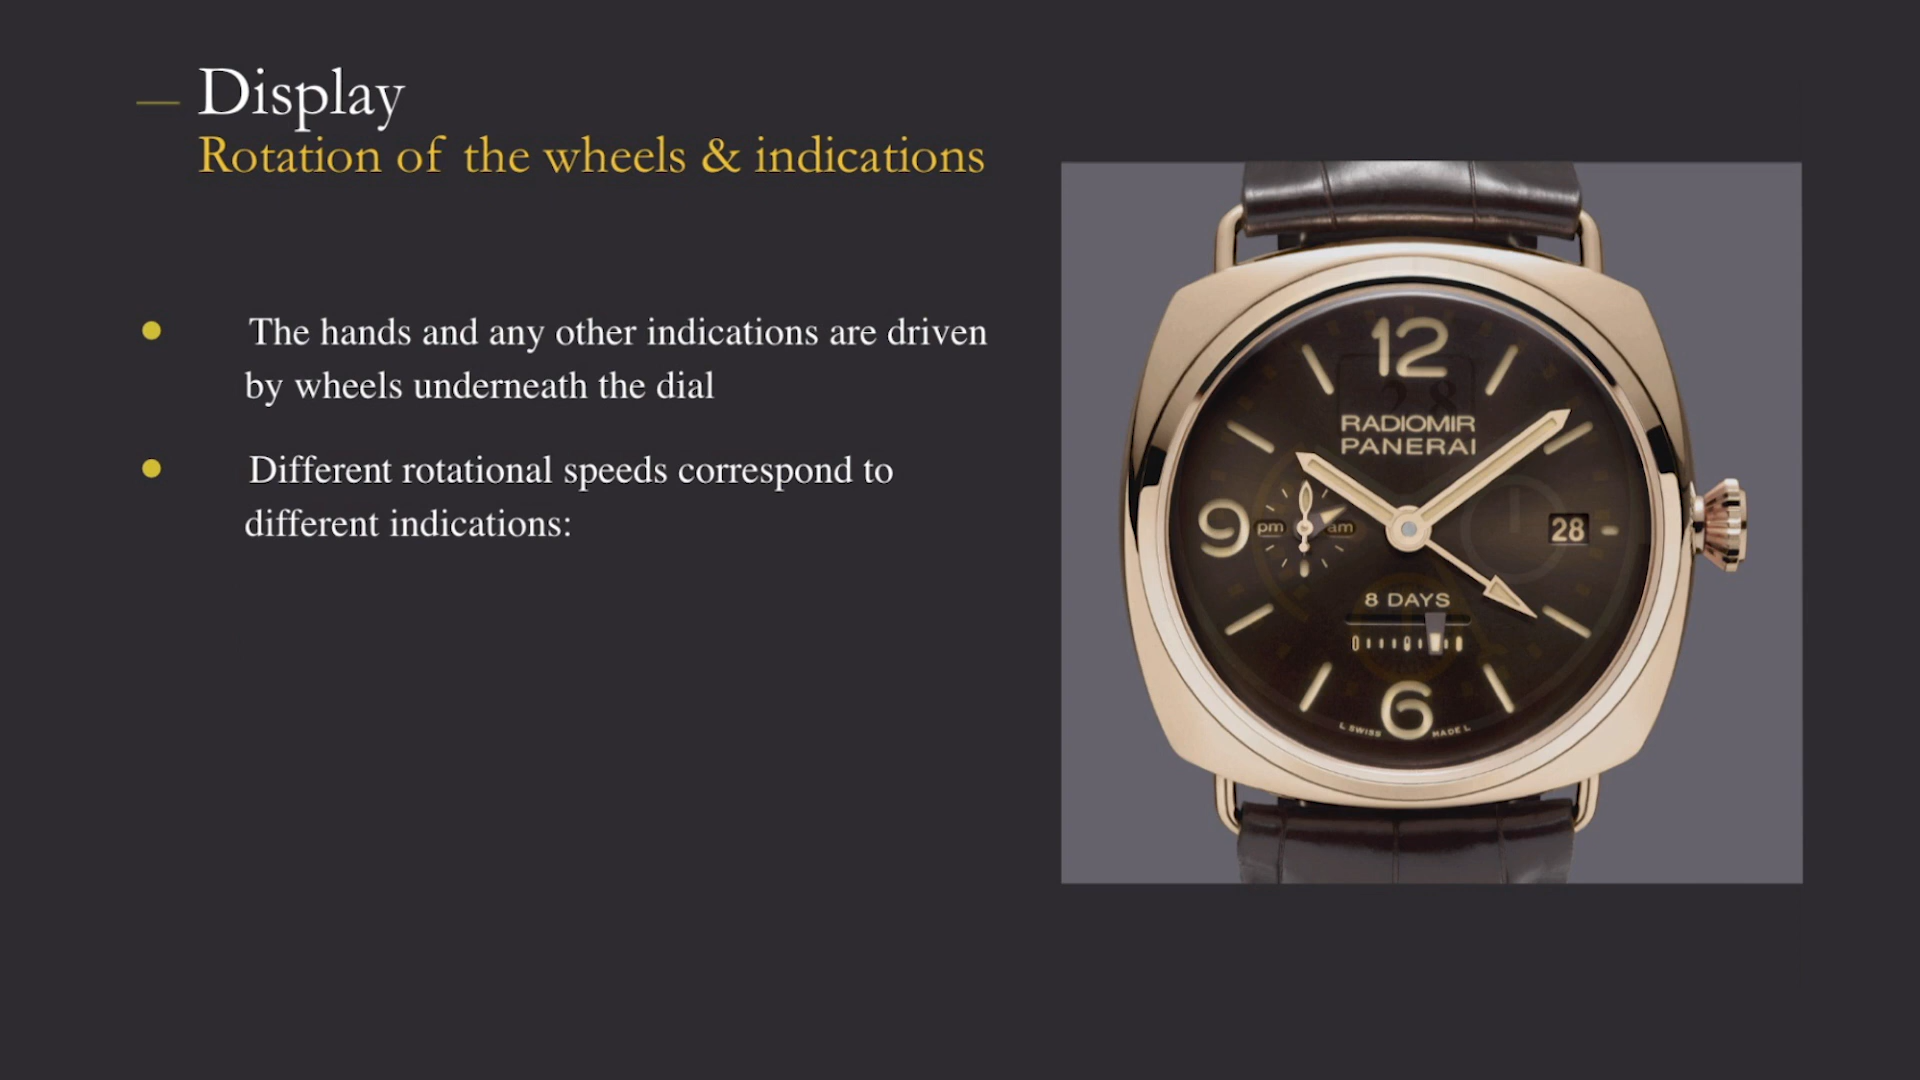 Display
Rotation of the wheels & indications
The hands and any other indications are driven
by wheels underneath the dial
Different rotational speeds correspond to
different indications:
12
RADIOMIR
PANERAI
9
pm
am
28
8 DAYS
6
L SWISS MADE L